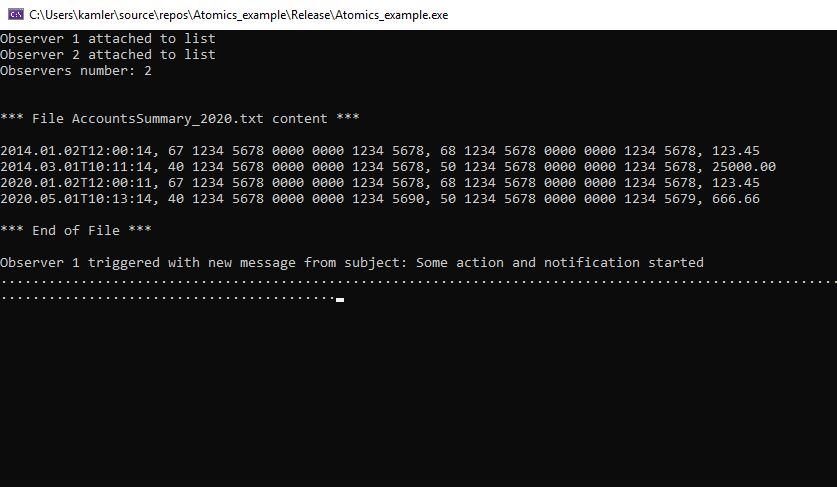 C:\Users\kamler\source\repos\Atomics_example\Release\Atomics_example.exe
Observer 1 attached to list
Observer 2 attached to list
Observers number: 2
*** File AccountsSummary_2020.txt content ***
2014.01.02T12:00:14, 67 1234 5678 0000 0000 1234 5678, 68 1234 5678 0000 0000 1234 5678, 123.45
2014.03.01T10:11:14, 40 1234 5678 0000 0000 1234 5678, 50 1234 5678 0000 0000 1234 5678, 25000.00
2020.01.02T12:00:11, 67 1234 5678 0000 0000 1234 5678, 68 1234 5678 0000 0000 1234 5678, 123.45
2020.05.01T10:13:14, 40 1234 5678 0000 0000 1234 5690, 50 1234 5678 0000 0000 1234 5679, 666.66
*** End of File ***
Observer 1 triggered with new message from subject: Some action and notification started
.........................................................................................................
..........................................